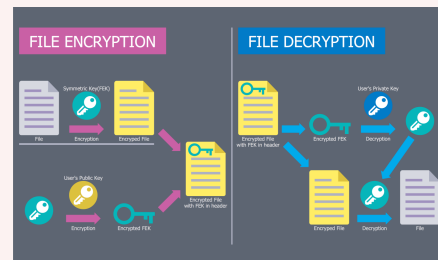 FILE ENCRYPTION
Symmetric Key(FEK)
File
Encryption
Encrypted File
User's Public Key
Encryption
Encrypted FEK
Encrypted File
with FEK in header
FILE DECRYPTION
User's Private Key
Encrypted File
with FEK in header
Encrypted FEK
Decryption
Encryped File
Decryption
File